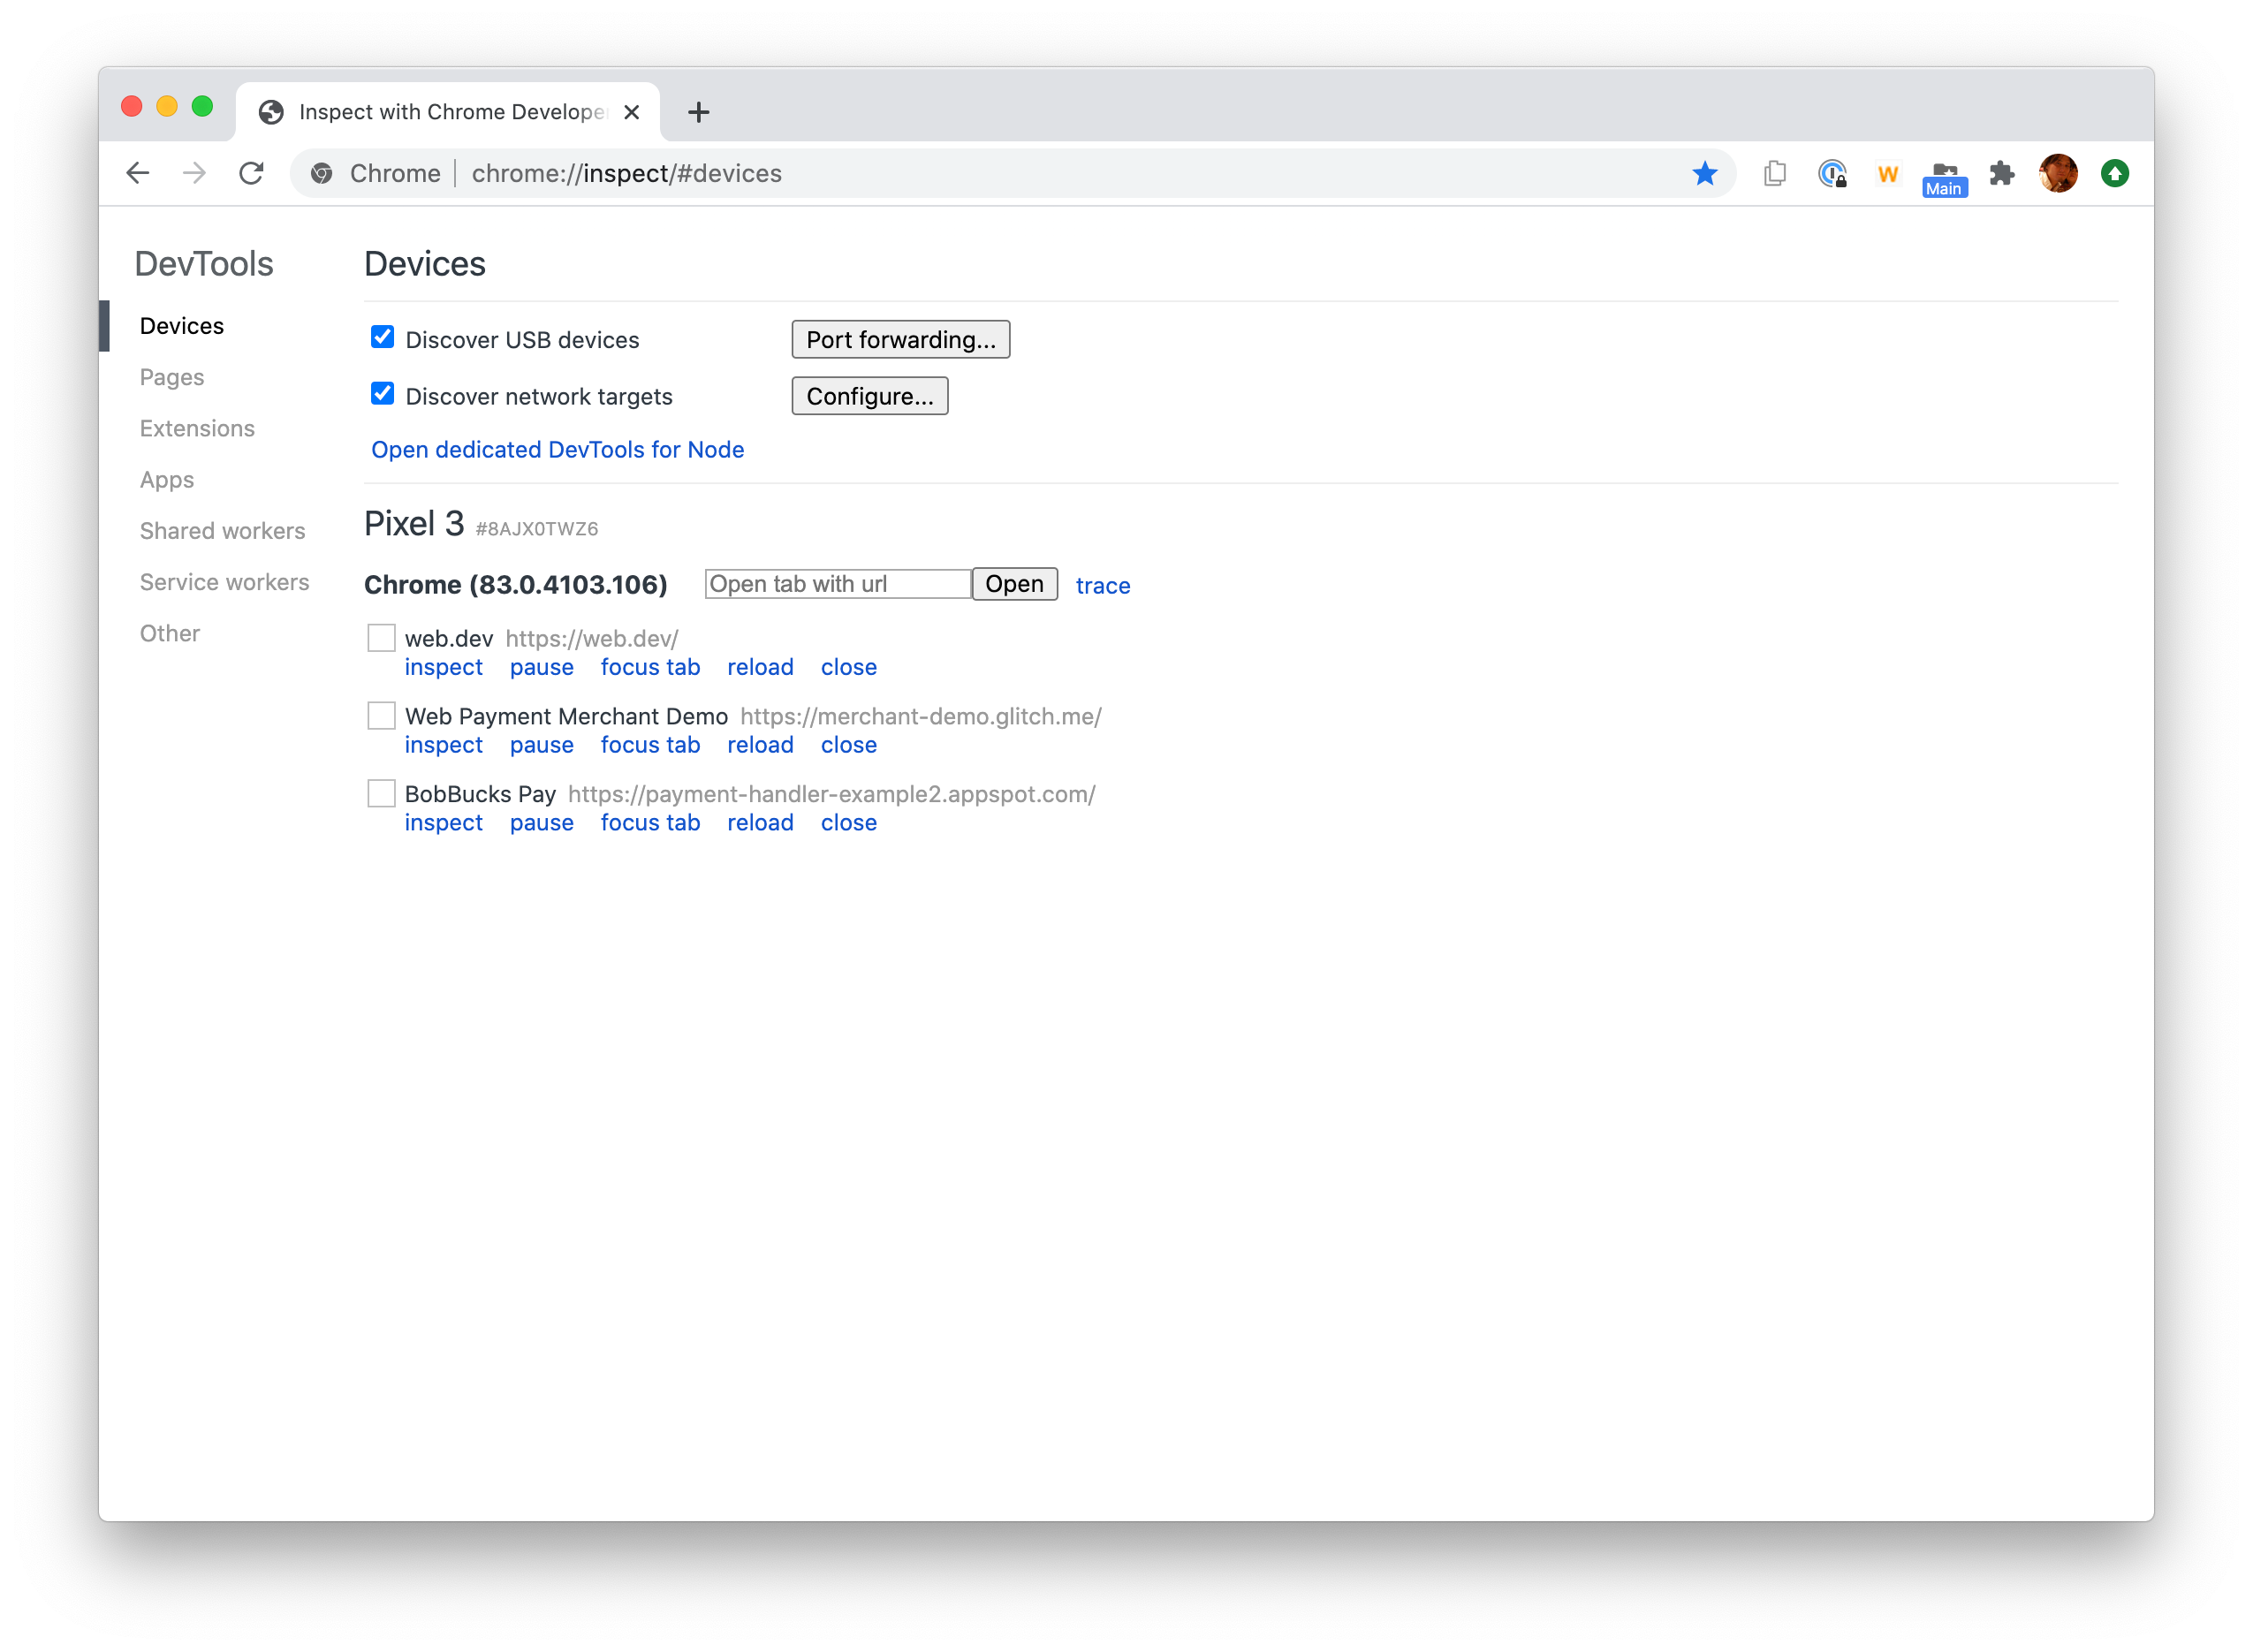 Inspect with Chrome Develope
Chrome | chrome://inspect/#devices
W
Main
DevTools
Devices
Pages
Extensions
Apps
Shared workers
Service workers
Other
Devices
Discover USB devices Port forwarding...
Discover network targets Configure...
Open dedicated DevTools for Node
Pixel 3 #8AJX0TWZ6
Chrome (83.0.4103.106) Open tab with url Open trace
web.dev https://web.dev/
inspect pause focus tab reload close
Web Payment Merchant Demo https://merchant-demo.glitch.me/
inspect pause focus tab reload close
BobBucks Pay https://payment-handler-example2.appspot.com/
inspect pause focus tab reload close